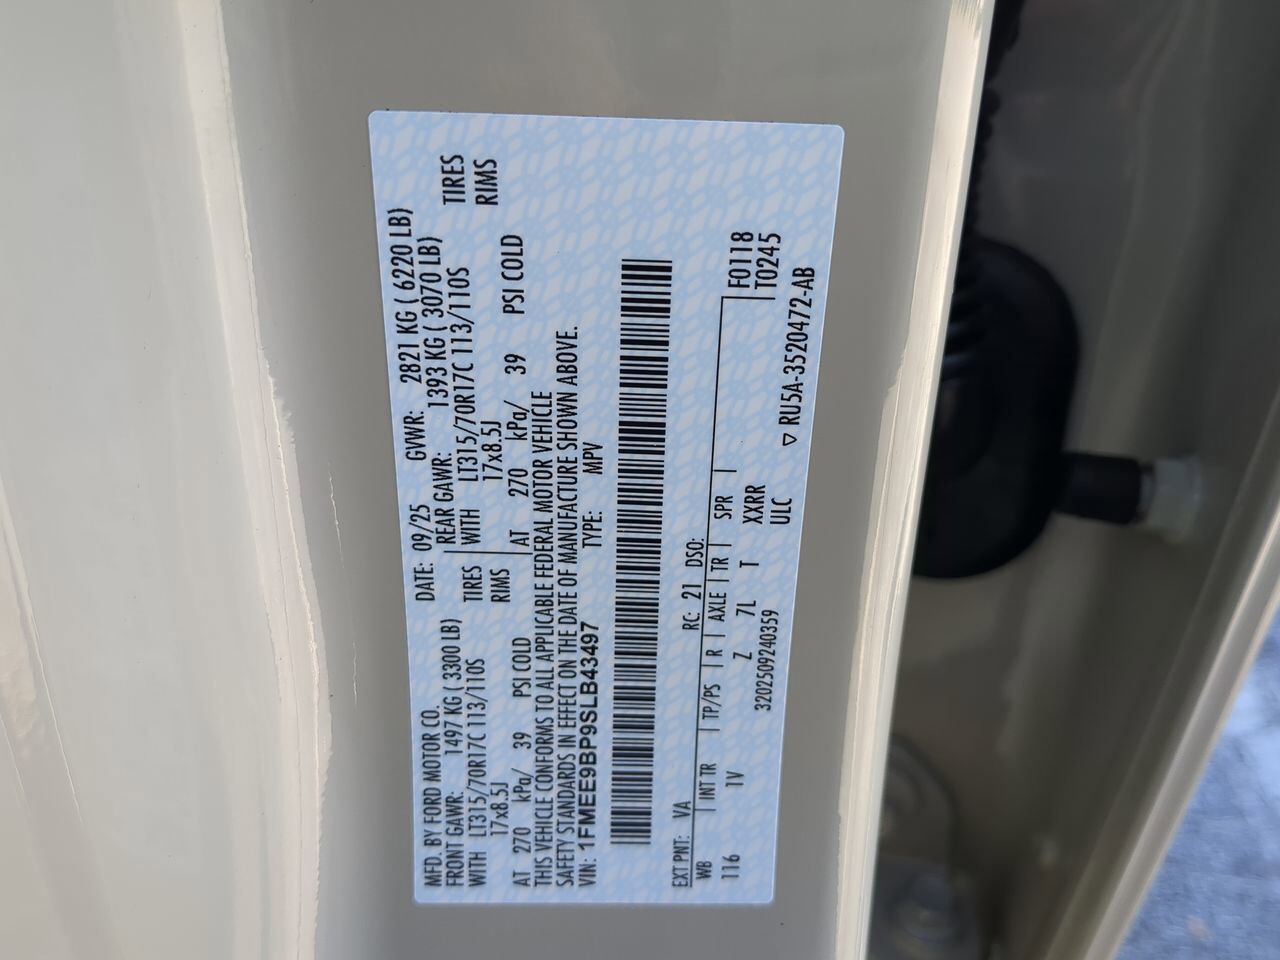 MFD. BY FORD MOTOR CO. DATE: 09/25 GVWR: 2821 KG ( 6220 LB)
FRONT GAWR: 1497 KG ( 3300 LB) REAR GAWR: 1393 KG ( 3070 LB)
WITH LT315/70R17C 113/110S TIRES WITH LT315/70R17C 113/110S TIRES
17x8.5J RIMS 17x8.5J RIMS
AT 270 kPa/ 39 PSI COLD AT 270 kPa/ 39 PSI COLD
THIS VEHICLE CONFORMS TO ALL APPLICABLE FEDERAL MOTOR VEHICLE
SAFETY STANDARDS IN EFFECT ON THE DATE OF MANUFACTURE SHOWN ABOVE.
VIN: 1FMEE9BP9SLB43497 TYPE: MPV
EXT PNT: VA RC: 21 DSO:
WB INT TR TP/PS R AXLE TR SPR F0118
116 1V Z 7L T XXRR T0245
3202509240359 ULC
RU5A-3520472-AB